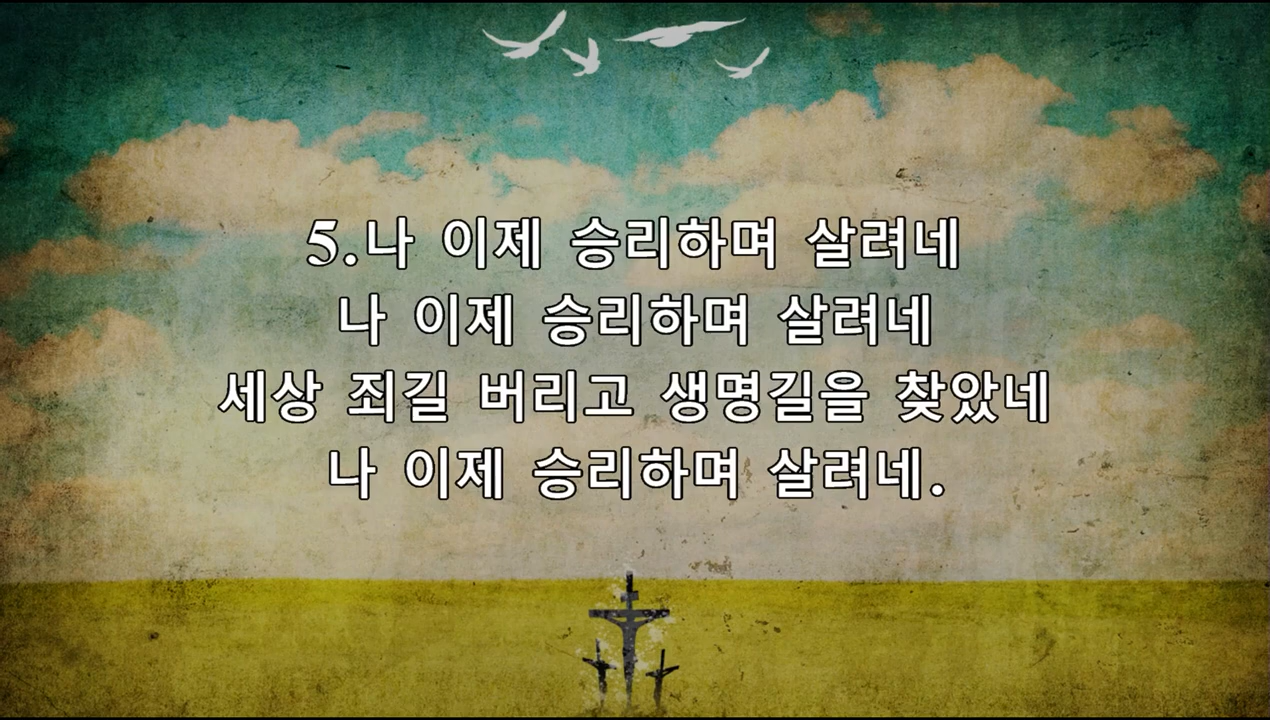 5.나 이제 승리하며 살려네
나 이제 승리하며 살려네
세상 죄길 버리고 생명길을 찾았네
나 이제 승리하며 살려네.